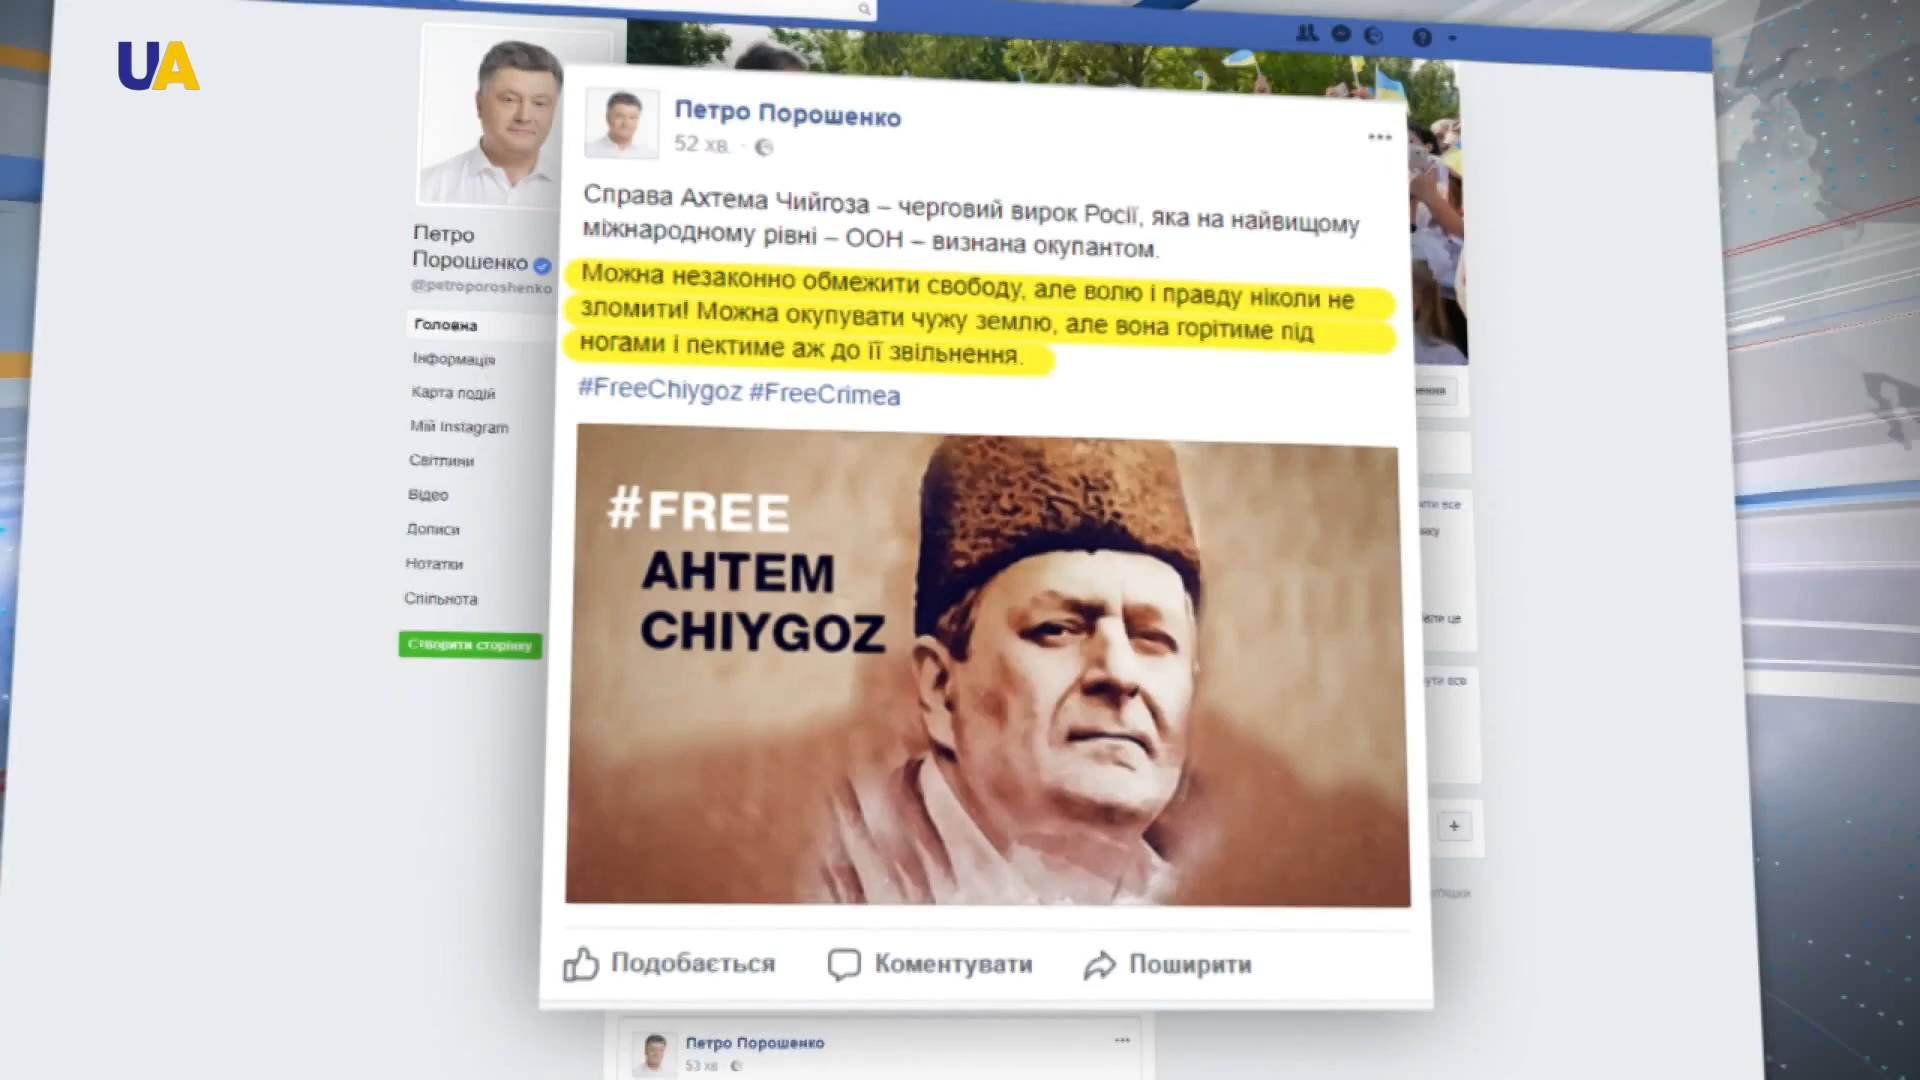 UA
Петро Порошенко
52 хв.
Справа Ахтема Чийгоза – черговий вирок Росії, яка на найвищому
міжнародному рівні – ООН – визнана окупантом.
Можна незаконно обмежити свободу, але волю і правду ніколи не
зломити! Можна окупувати чужу землю, але вона горітиме під
ногами і пектиме аж до її звільнення.
#FreeChiygoz #FreeCrimea
#FREE
AHTEM
CHIYGOZ
Подобається Коментувати Поширити
Петро
Порошенко
@petroporoshenko
Головна
Інформація
Карта подій
Мій Instagram
Світлини
Відео
Дописи
Нотатки
Спільнота
Створити сторінку
Петро Порошенко
53 хв